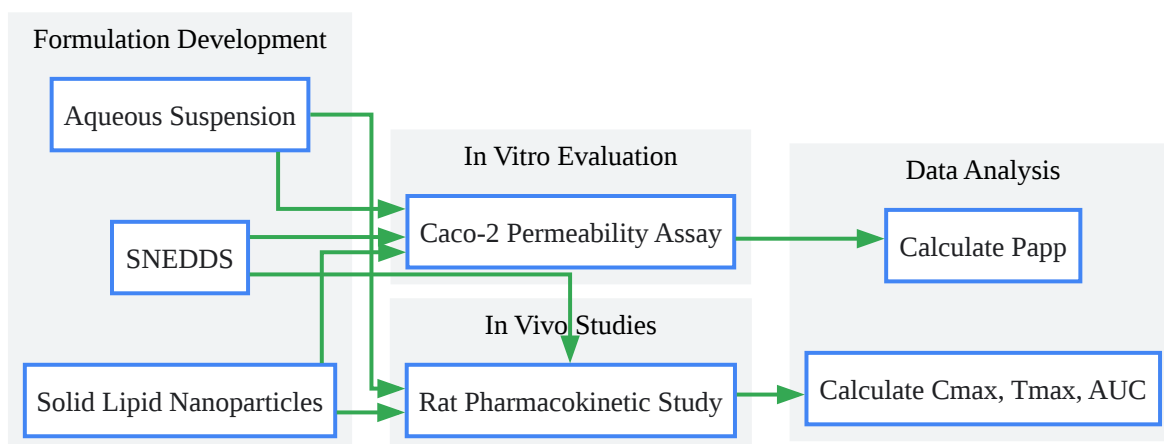 Formulation Development
Aqueous Suspension
SNEDDS
Solid Lipid Nanoparticles
In Vitro Evaluation
Caco-2 Permeability Assay
In Vivo Studies
Rat Pharmacokinetic Study
Data Analysis
Calculate Papp
Calculate Cmax, Tmax, AUC